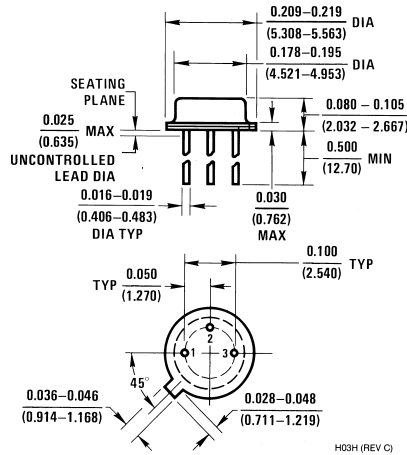 0.209–0.219 DIA
(5.308–5.563)
0.178–0.195 DIA
(4.521–4.953)
SEATING
PLANE
0.025 MAX
(0.635)
UNCONTROLLED
LEAD DIA
0.080 – 0.105
(2.032 – 2.667)
0.500 MIN
(12.70)
0.016–0.019
(0.406–0.483)
DIA TYP
0.030
(0.762)
MAX
0.100 TYP
(2.540)
TYP 0.050
(1.270)
1
2
3
45°
0.036–0.046
(0.914–1.168)
0.028–0.048
(0.711–1.219)
H03H (REV C)